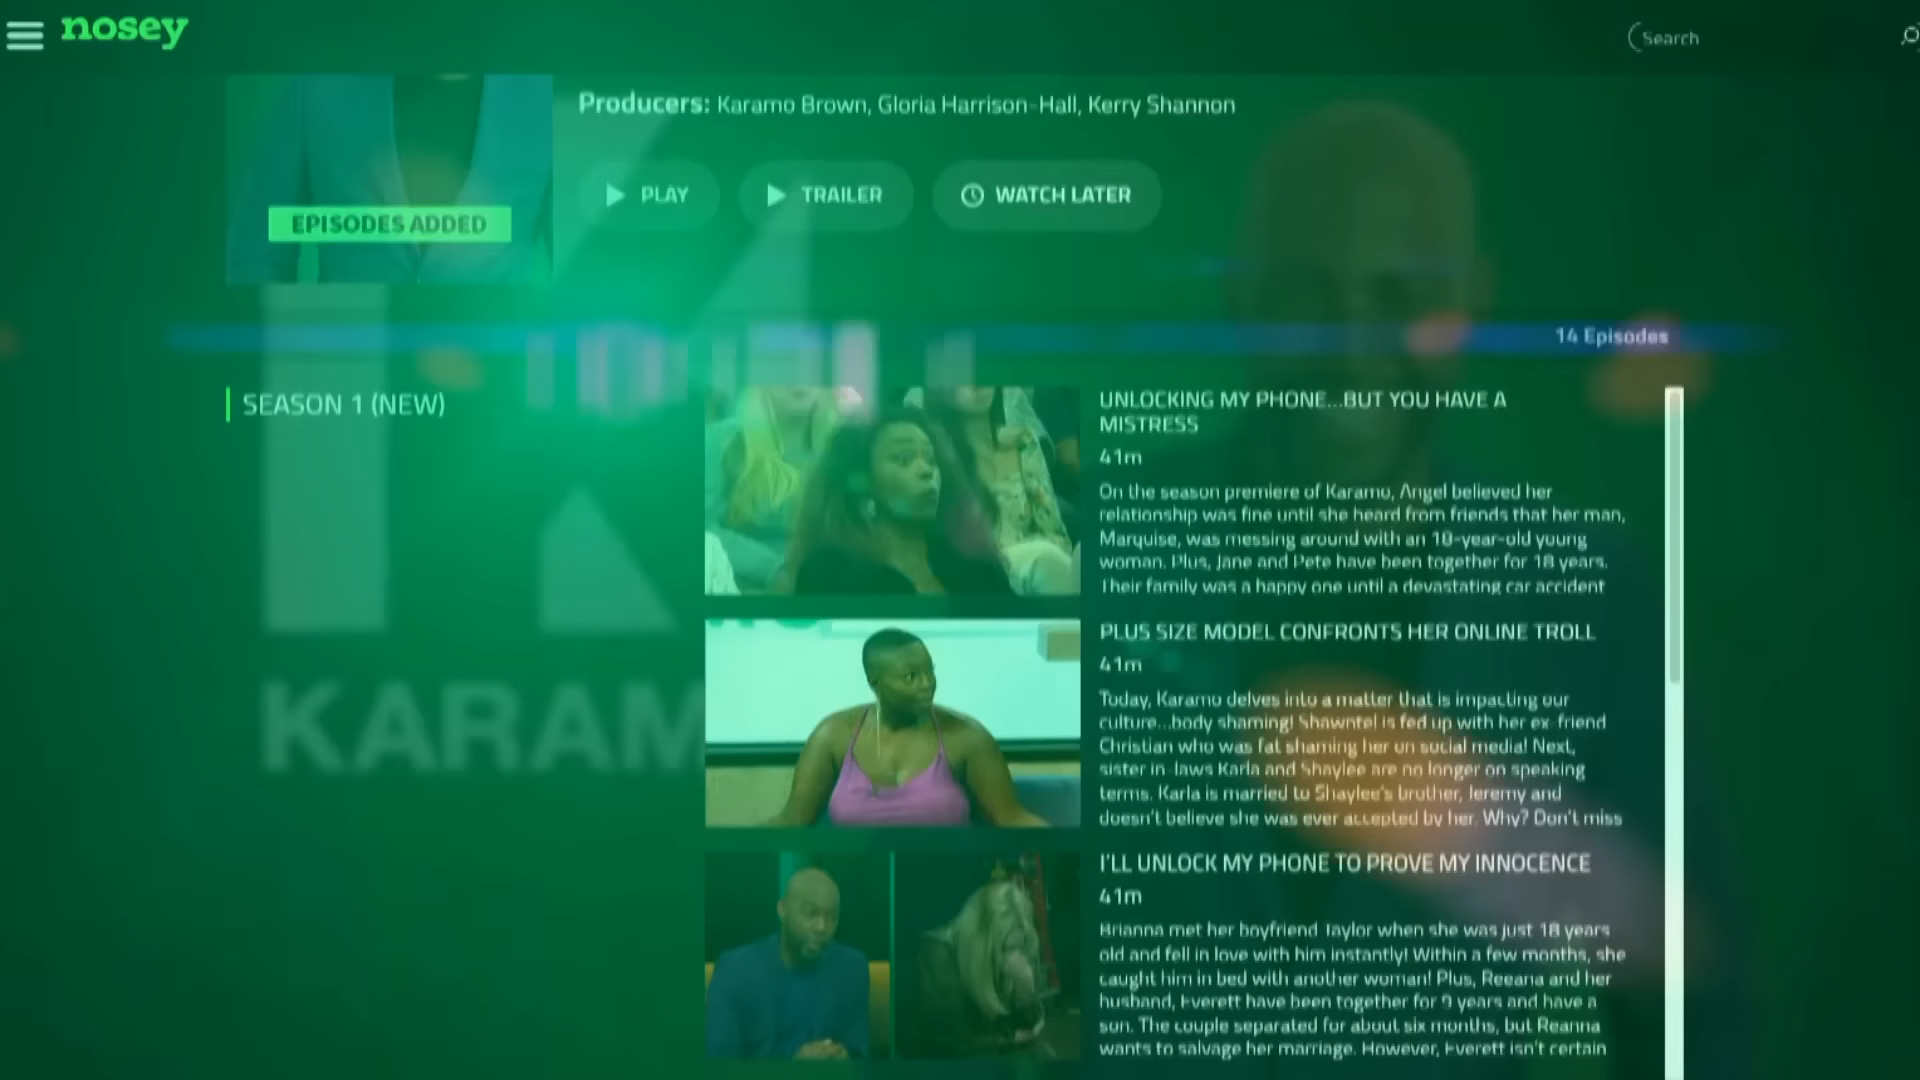 nosey
Search
Producers: Karamo Brown, Gloria Harrison-Hall, Kerry Shannon
PLAY
TRAILER
WATCH LATER
EPISODES ADDED
14 Episodes
SEASON 1 (NEW)
UNLOCKING MY PHONE...BUT YOU HAVE A
MISTRESS
41m
On the season premiere of Karamo, Angel believed her
relationship was fine until she heard from friends that her man,
Marquise, was messing around with an 18-year-old young
woman. Plus, Jane and Pete have been together for 18 years.
Their family was a happy one until a devastating car accident
PLUS SIZE MODEL CONFRONTS HER ONLINE TROLL
41m
Today, Karamo delves into a matter that is impacting our
culture...body shaming! Shawntel is fed up with her ex-friend
Christian who was fat shaming her on social media! Next,
sister in-laws Karla and Shaylee are no longer on speaking
terms. Karla is married to Shaylee's brother, Jeremy and
doesn't believe she was ever accepted by her. Why? Don't miss
I'LL UNLOCK MY PHONE TO PROVE MY INNOCENCE
41m
Brianna met her boyfriend Taylor when she was just 18 years
old and fell in love with him instantly! Within a few months, she
caught him in bed with another woman! Plus, Reeana and her
husband, Everett have been together for 9 years and have a
son. The couple separated for about six months, but Reanna
wants to salvage her marriage. However, Everett isn't certain
KARAM